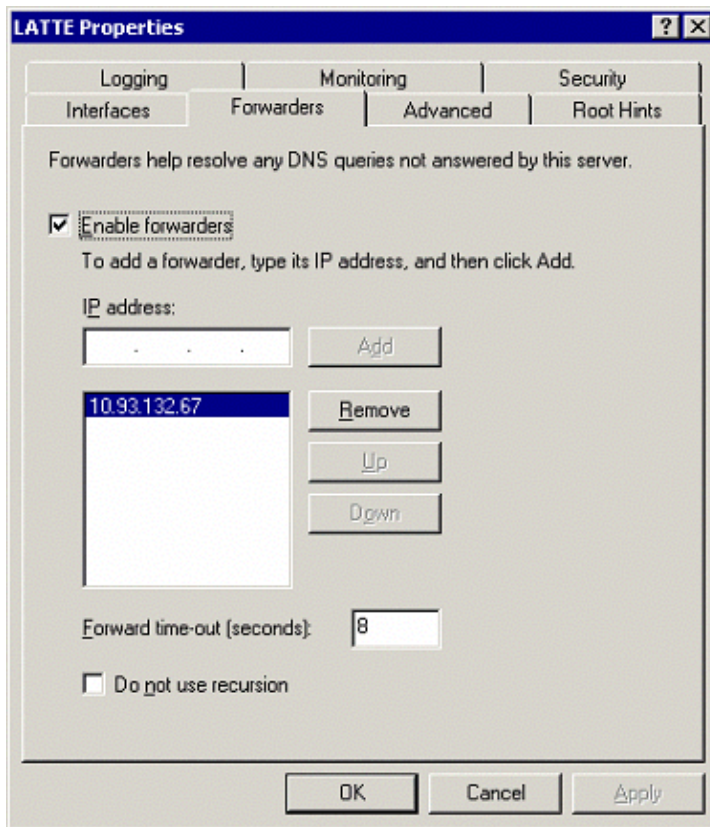 LATTE Properties
Logging Monitoring Security
Interfaces Forwarders Advanced Root Hints
Forwarders help resolve any DNS queries not answered by this server.
Enable forwarders
To add a forwarder, type its IP address, and then click Add.
IP address:
. . . Add
10.93.132.67 Remove
Up
Down
Forward time-out (seconds): 8
Do not use recursion
OK Cancel Apply